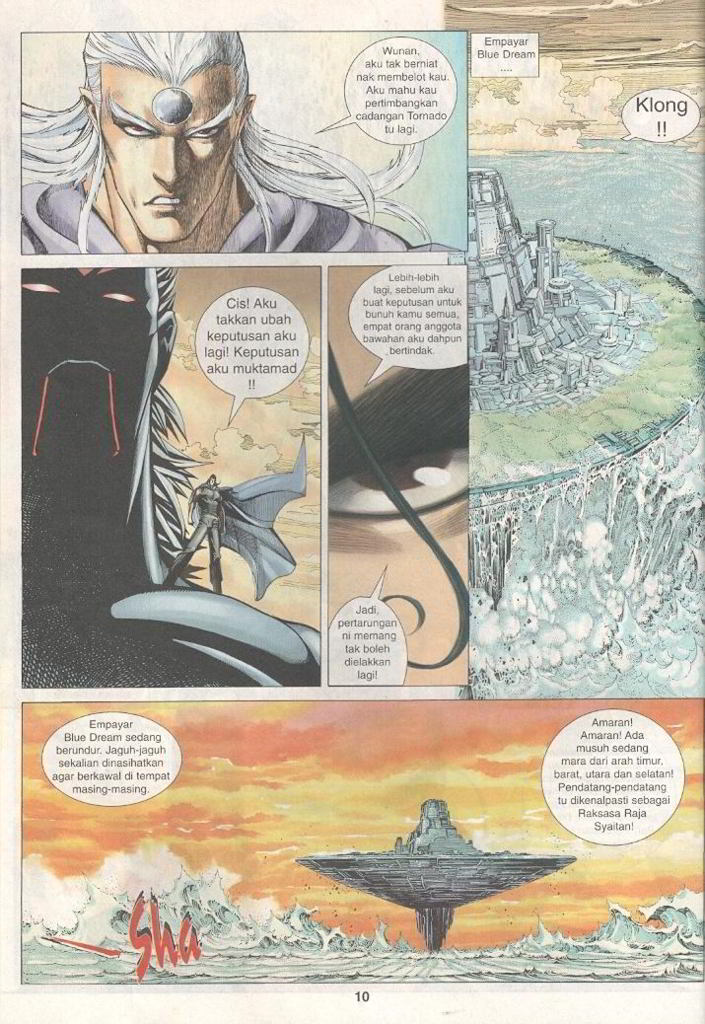 Wunan,
aku tak berniat
nak membelot kau.
Aku mahu kau
pertimbangkan
cadangan Tornado
tu lagi.
Empayar
Blue Dream
....
Klong
!!
Cis! Aku
takkan ubah
keputusan aku
lagi! Keputusan
aku muktamad
!!
Lebih-lebih
lagi, sebelum aku
buat keputusan untuk
bunuh kamu semua,
empat orang anggota
bawahan aku dahpun
bertindak.
Jadi,
pertarungan
ni memang
tak boleh
dielakkan
lagi!
Empayar
Blue Dream sedang
berundur. Jaguh-jaguh
sekalian dinasihatkan
agar berkawal di tempat
masing-masing.
Amaran!
Amaran! Ada
musuh sedang
mara dari arah timur,
barat, utara dan selatan!
Pendatang-pendatang
tu dikenalpasti sebagai
Raksasa Raja
Syaitan!
Sha
10